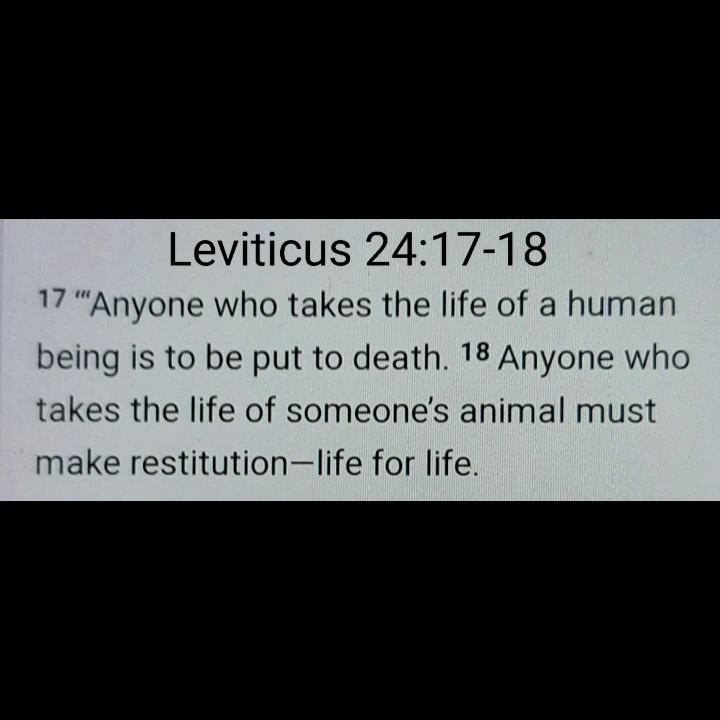 Leviticus 24:17-18
17 “‘Anyone who takes the life of a human
being is to be put to death. 18 Anyone who
takes the life of someone’s animal must
make restitution—life for life.